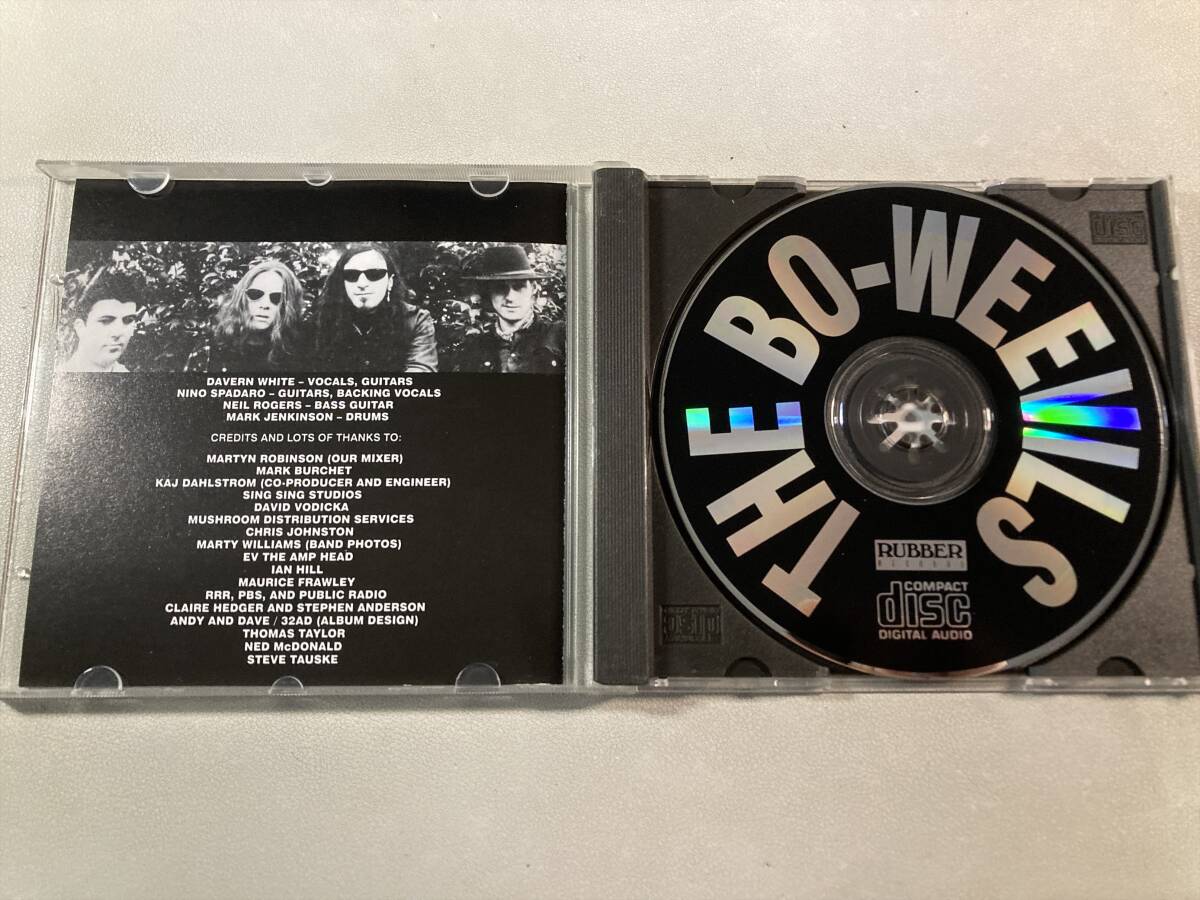 DAVERN WHITE – VOCALS, GUITARS
NINO SPADARO – GUITARS, BACKING VOCALS
NEIL ROGERS – BASS GUITAR
MARK JENKINSON – DRUMS
CREDITS AND LOTS OF THANKS TO:
MARTYN ROBINSON (OUR MIXER)
MARK BURCHET
KAJ DAHLSTROM (CO-PRODUCER AND ENGINEER)
SING SING STUDIOS
DAVID VODICKA
MUSHROOM DISTRIBUTION SERVICES
CHRIS JOHNSTON
MARTY WILLIAMS (BAND PHOTOS)
EV THE AMP HEAD
IAN HILL
MAURICE FRAWLEY
RRR, PBS, AND PUBLIC RADIO
CLAIRE HEDGER AND STEPHEN ANDERSON
ANDY AND DAVE / 32AD (ALBUM DESIGN)
THOMAS TAYLOR
NED McDONALD
STEVE TAUSKE
THE BO-WEEVILS
RUBBER
RECORDS
COMPACT
disc
DIGITAL AUDIO
disc
disc